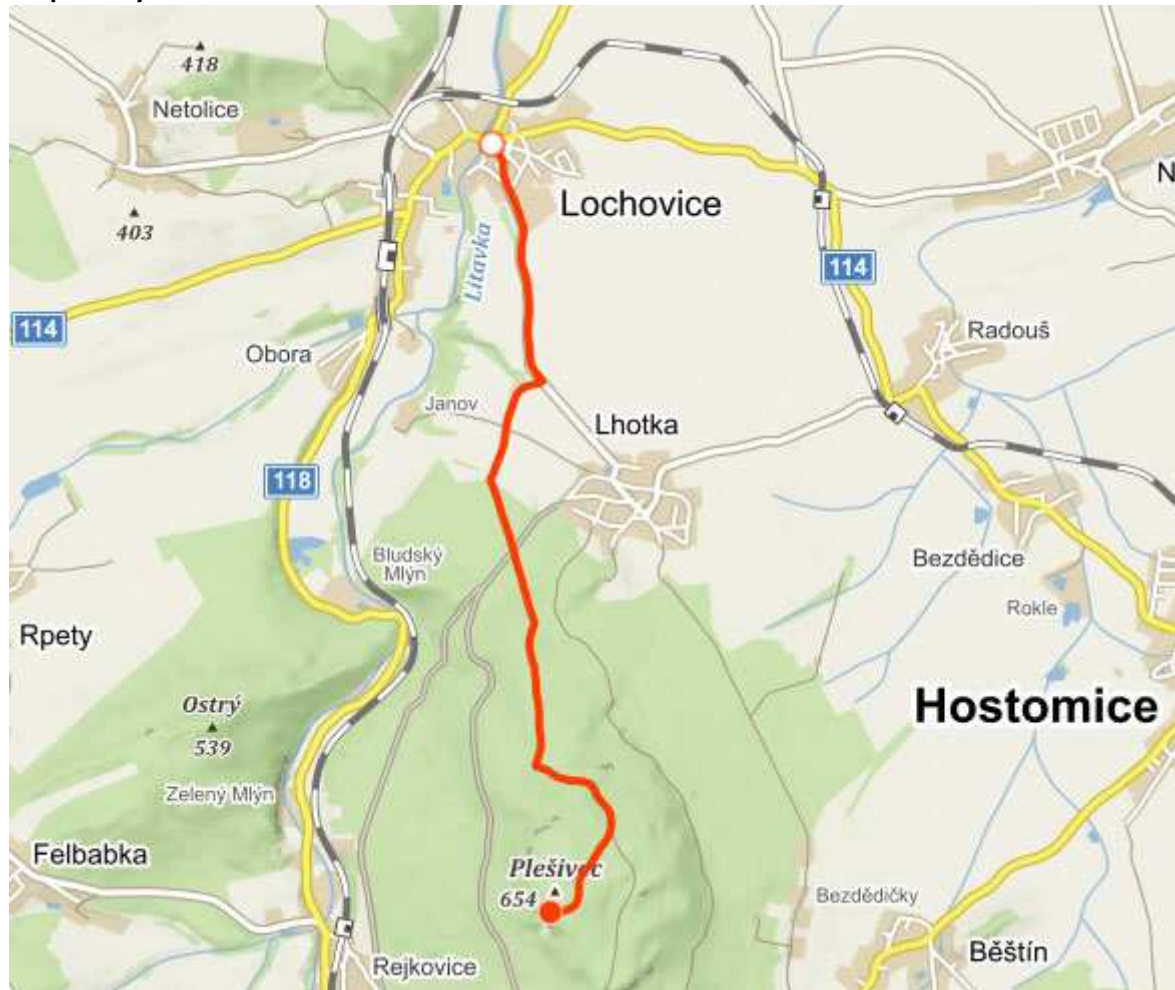 418
Netolice
N
Lochovice
403
Litavka
114
114
Radouš
Obora
Janov
Lhotka
118
Bludský
Mlýn
Bezdědice
Rokle
Rpety
Ostrý
539
Hostomice
Zelený Mlýn
Felbabka
Plešivec
654
Bezdědičky
Běštín
Rejkovice